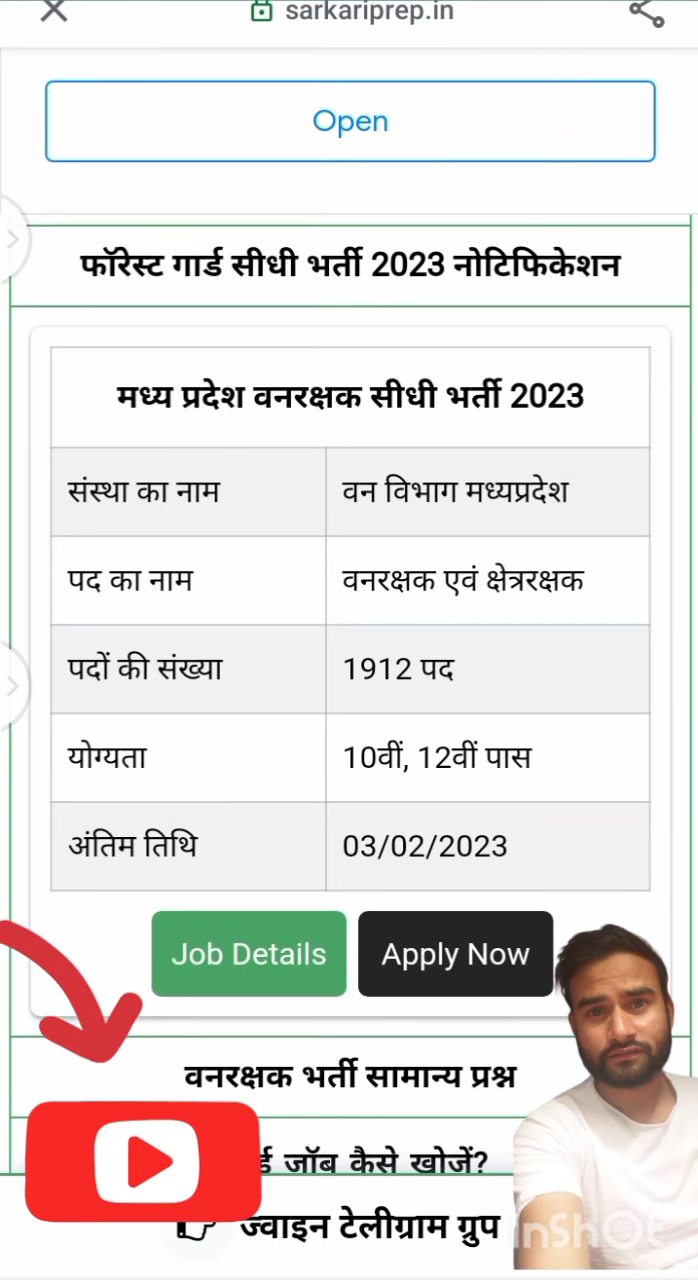 sarkariprep.in
Open
फॉरेस्ट गार्ड सीधी भर्ती 2023 नोटिफिकेशन
मध्य प्रदेश वनरक्षक सीधी भर्ती 2023
संस्था का नाम वन विभाग मध्यप्रदेश
पद का नाम वनरक्षक एवं क्षेत्ररक्षक
पदों की संख्या 1912 पद
योग्यता 10वीं, 12वीं पास
अंतिम तिथि 03/02/2023
Job Details Apply Now
वनरक्षक भर्ती सामान्य प्रश्न
जॉब कैसे खोजें?
ज्वाइन टेलीग्राम ग्रुप
InShOt